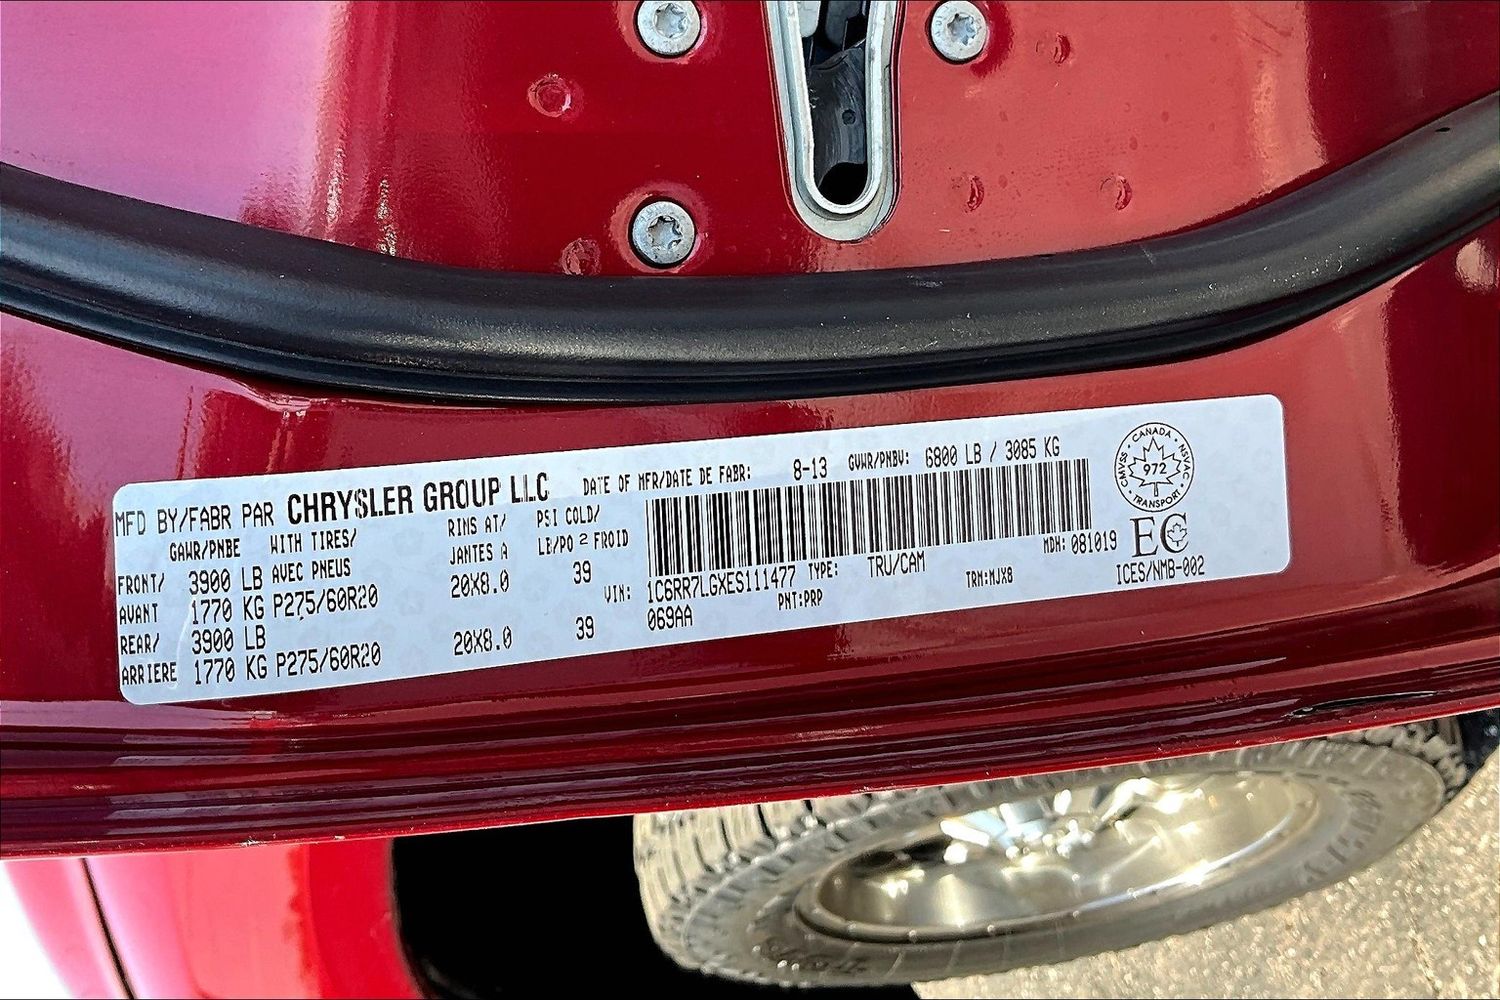 MFD BY/FABR PAR CHRYSLER GROUP LLC DATE OF MFR/DATE DE FABR: 8-13 GVWR/PNBV: 6800 LB / 3085 KG
GAWR/PNBE WITH TIRES/ RIMS AT/ PSI COLD/
AVEC PNEUS JANTES A LB/PO 2 FROID
FRONT/ 3900 LB 20X8.0 39
AVANT 1770 KG P275/60R20
REAR/ 3900 LB
ARRIERE 1770 KG P275/60R20 20X8.0 39
VIN: 1C6RR7LGXES111477 TYPE: TRU/CAM MDH: 081019
069AA PNT:PRP TRM:MJX8
CANADA
CMVSS 972 NSVAC
TRANSPORT
EC
ICES/NMB-002